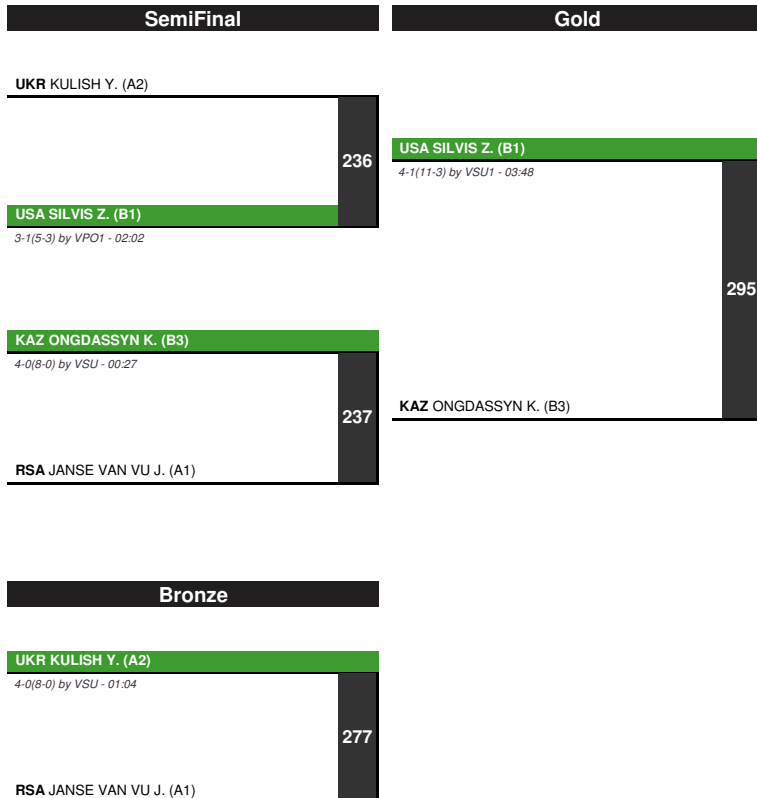 SemiFinal
UKR KULISH Y. (A2)
236
USA SILVIS Z. (B1)
3-1(5-3) by VPO1 - 02:02
KAZ ONGDASSYN K. (B3)
4-0(8-0) by VSU - 00:27
237
RSA JANSE VAN VU J. (A1)
Gold
USA SILVIS Z. (B1)
4-1(11-3) by VSU1 - 03:48
295
KAZ ONGDASSYN K. (B3)
Bronze
UKR KULISH Y. (A2)
4-0(8-0) by VSU - 01:04
277
RSA JANSE VAN VU J. (A1)